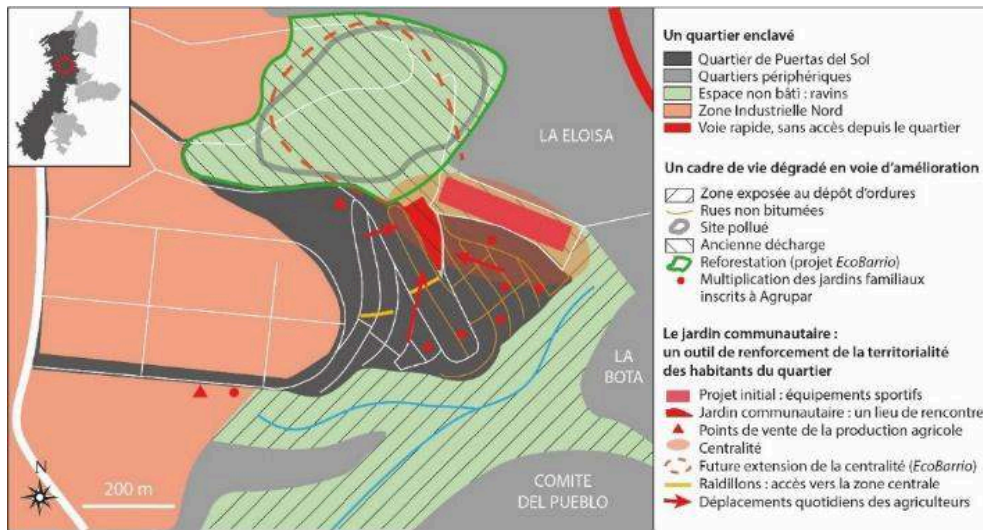 LA ELOISA
LA
BOTA
COMITE
DEL PUEBLO
N
200 m
Un quartier enclavé
Quartier de Puertas del Sol
Quartiers périphériques
Espace non bâti : ravins
Zone Industrielle Nord
Voie rapide, sans accès depuis le quartier
Un cadre de vie dégradé en voie d'amélioration
Zone exposée au dépôt d'ordures
Rues non bitumées
Site pollué
Ancienne décharge
Reforestation (projet EcoBarrio)
Multiplication des jardins familiaux
inscrits à Agrupar
Le jardin communautaire :
un outil de renforcement de la territorialité
des habitants du quartier
Projet initial : équipements sportifs
Jardin communautaire : un lieu de rencontre
Points de vente de la production agricole
Centralité
Future extension de la centralité (EcoBarrio)
Raidillons : accès vers la zone centrale
Déplacements quotidiens des agriculteurs